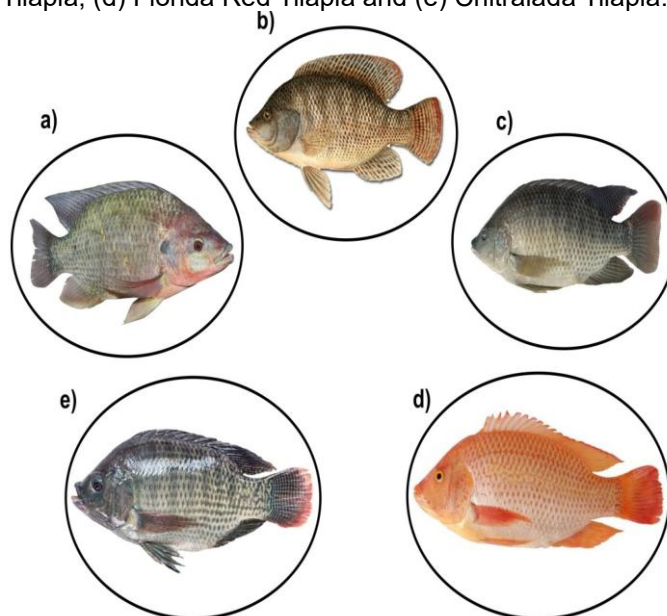 Tilapia, (d) Florida Red Tilapia and (e) Chitralada Tilapia.
b)
a)
c)
e)
d)